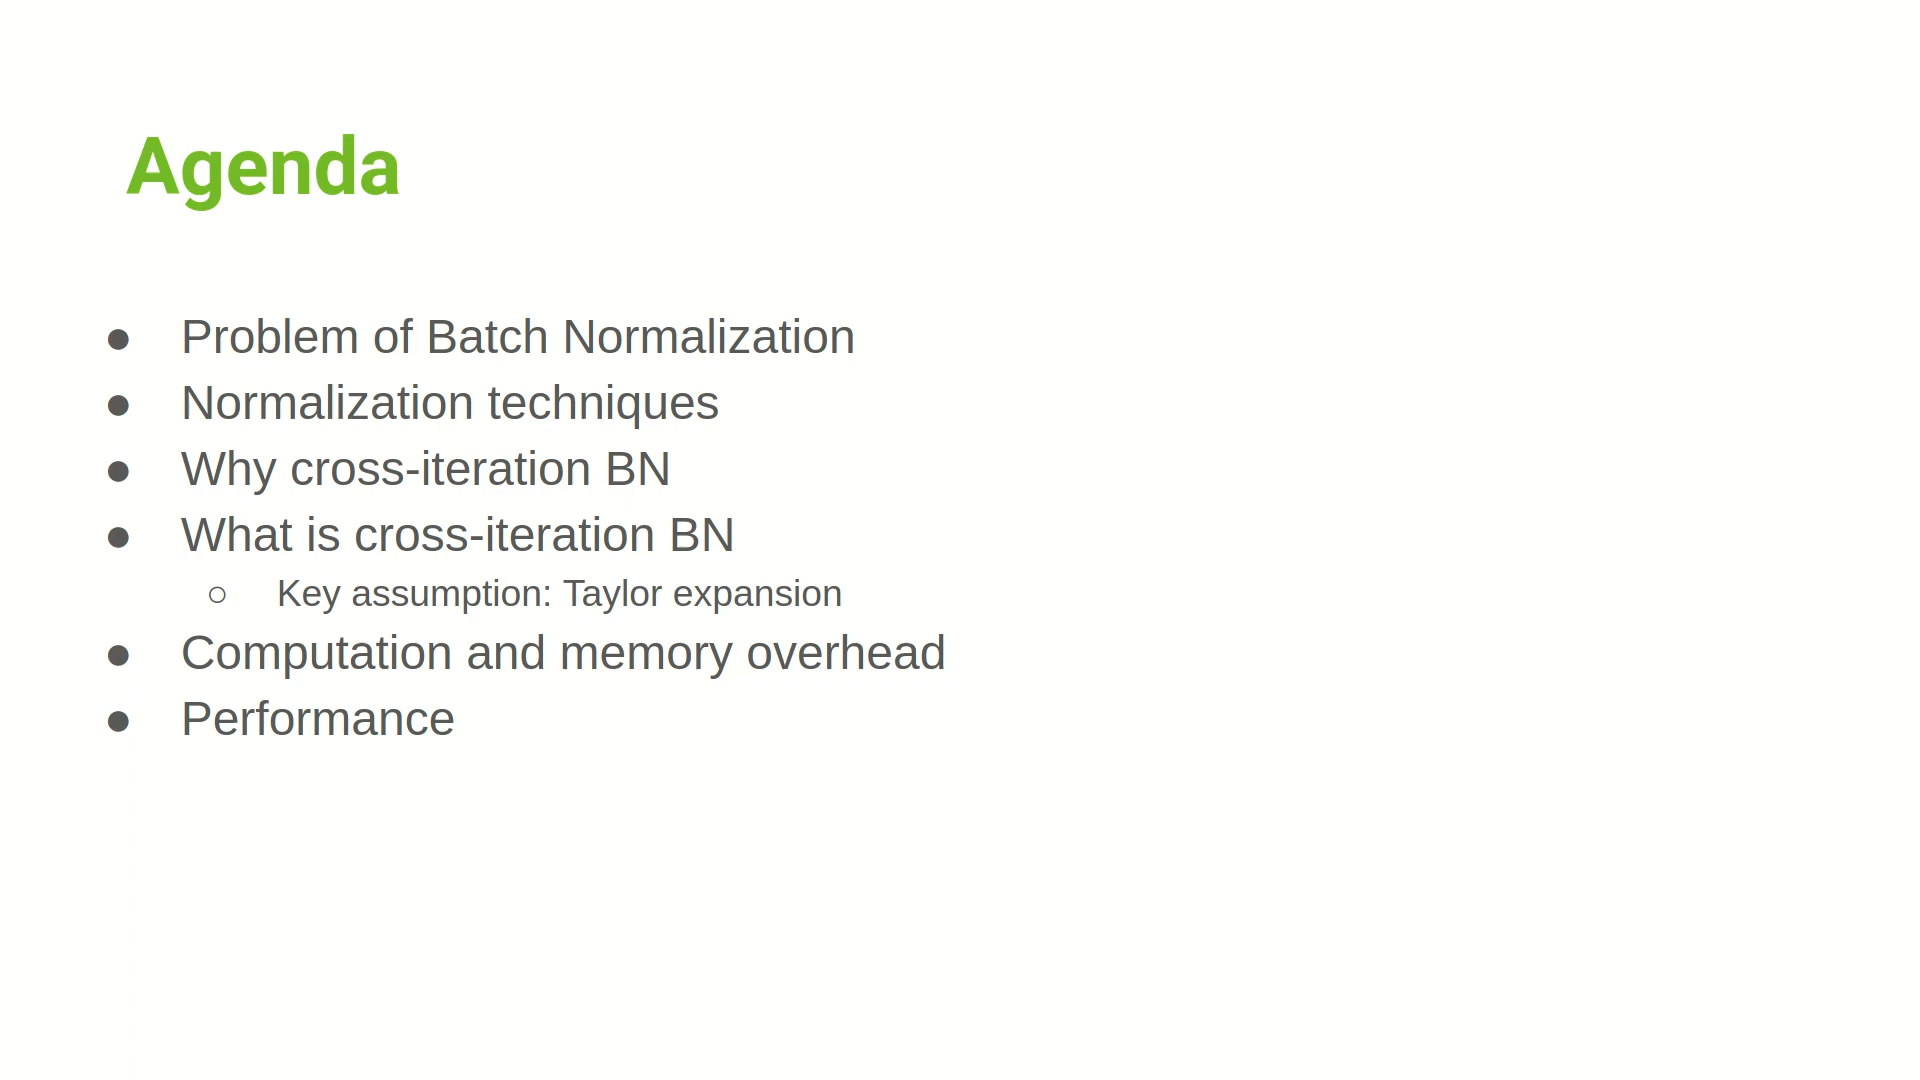 Agenda
● Problem of Batch Normalization
● Normalization techniques
● Why cross-iteration BN
● What is cross-iteration BN
○ Key assumption: Taylor expansion
● Computation and memory overhead
● Performance